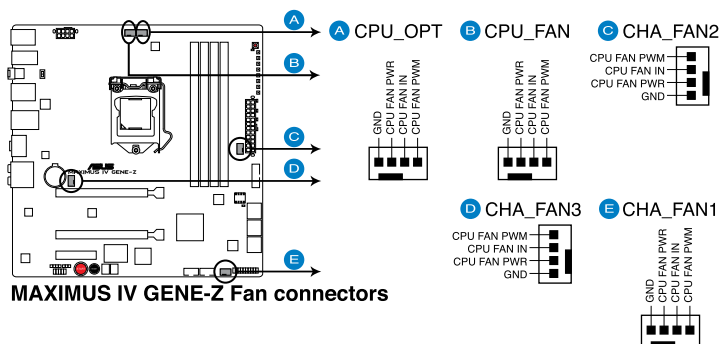 A
B
C
D
E
ASUS
MAXIMUS IV GENE-Z
MAXIMUS IV GENE-Z Fan connectors
A CPU_OPT
GND
CPU FAN PWR
CPU FAN IN
CPU FAN PWM
B CPU_FAN
GND
CPU FAN PWR
CPU FAN IN
CPU FAN PWM
C CHA_FAN2
CPU FAN PWM
CPU FAN IN
CPU FAN PWR
GND
D CHA_FAN3
CPU FAN PWM
CPU FAN IN
CPU FAN PWR
GND
E CHA_FAN1
GND
CPU FAN PWR
CPU FAN IN
CPU FAN PWM